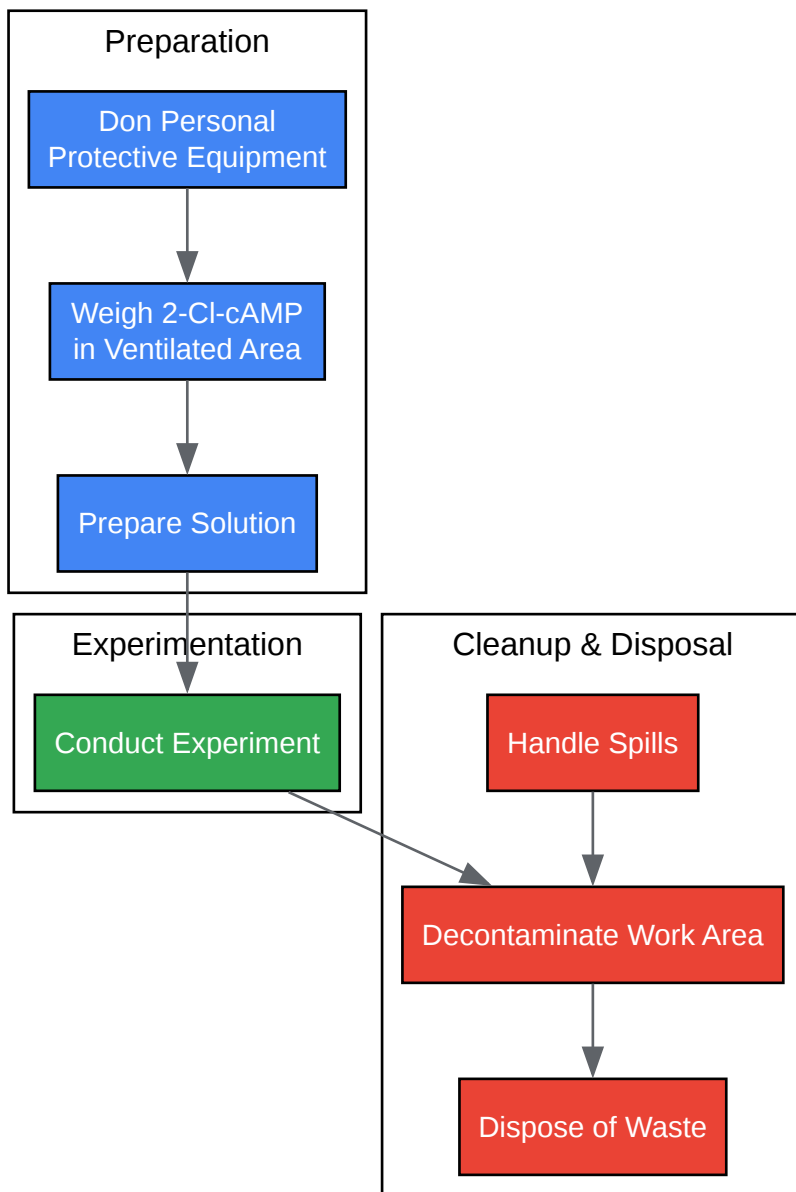 Preparation
Don Personal
Protective Equipment
Weigh 2-Cl-cAMP
in Ventilated Area
Prepare Solution
Experimentation
Conduct Experiment
Cleanup & Disposal
Handle Spills
Decontaminate Work Area
Dispose of Waste